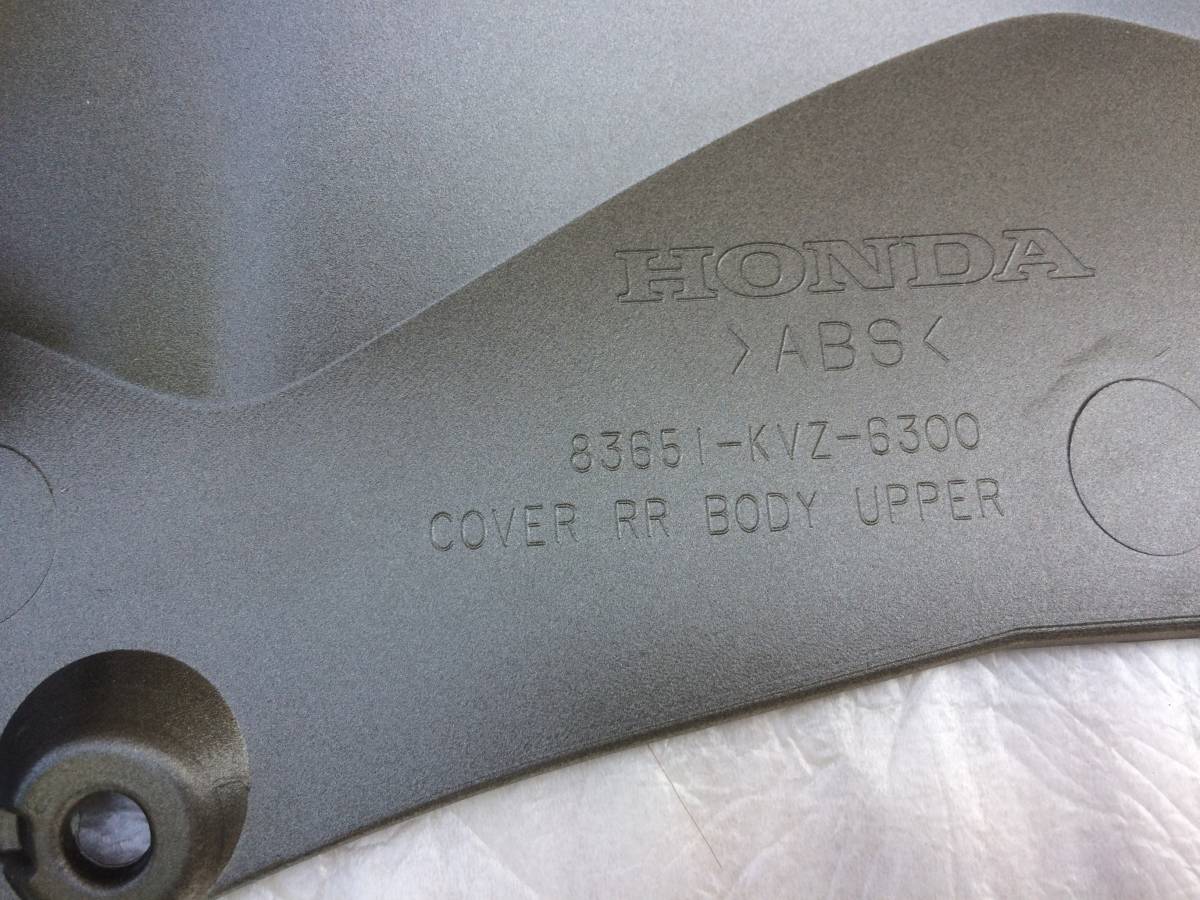 HONDA
>ABS<
83651-KVZ-6300
COVER RR BODY UPPER